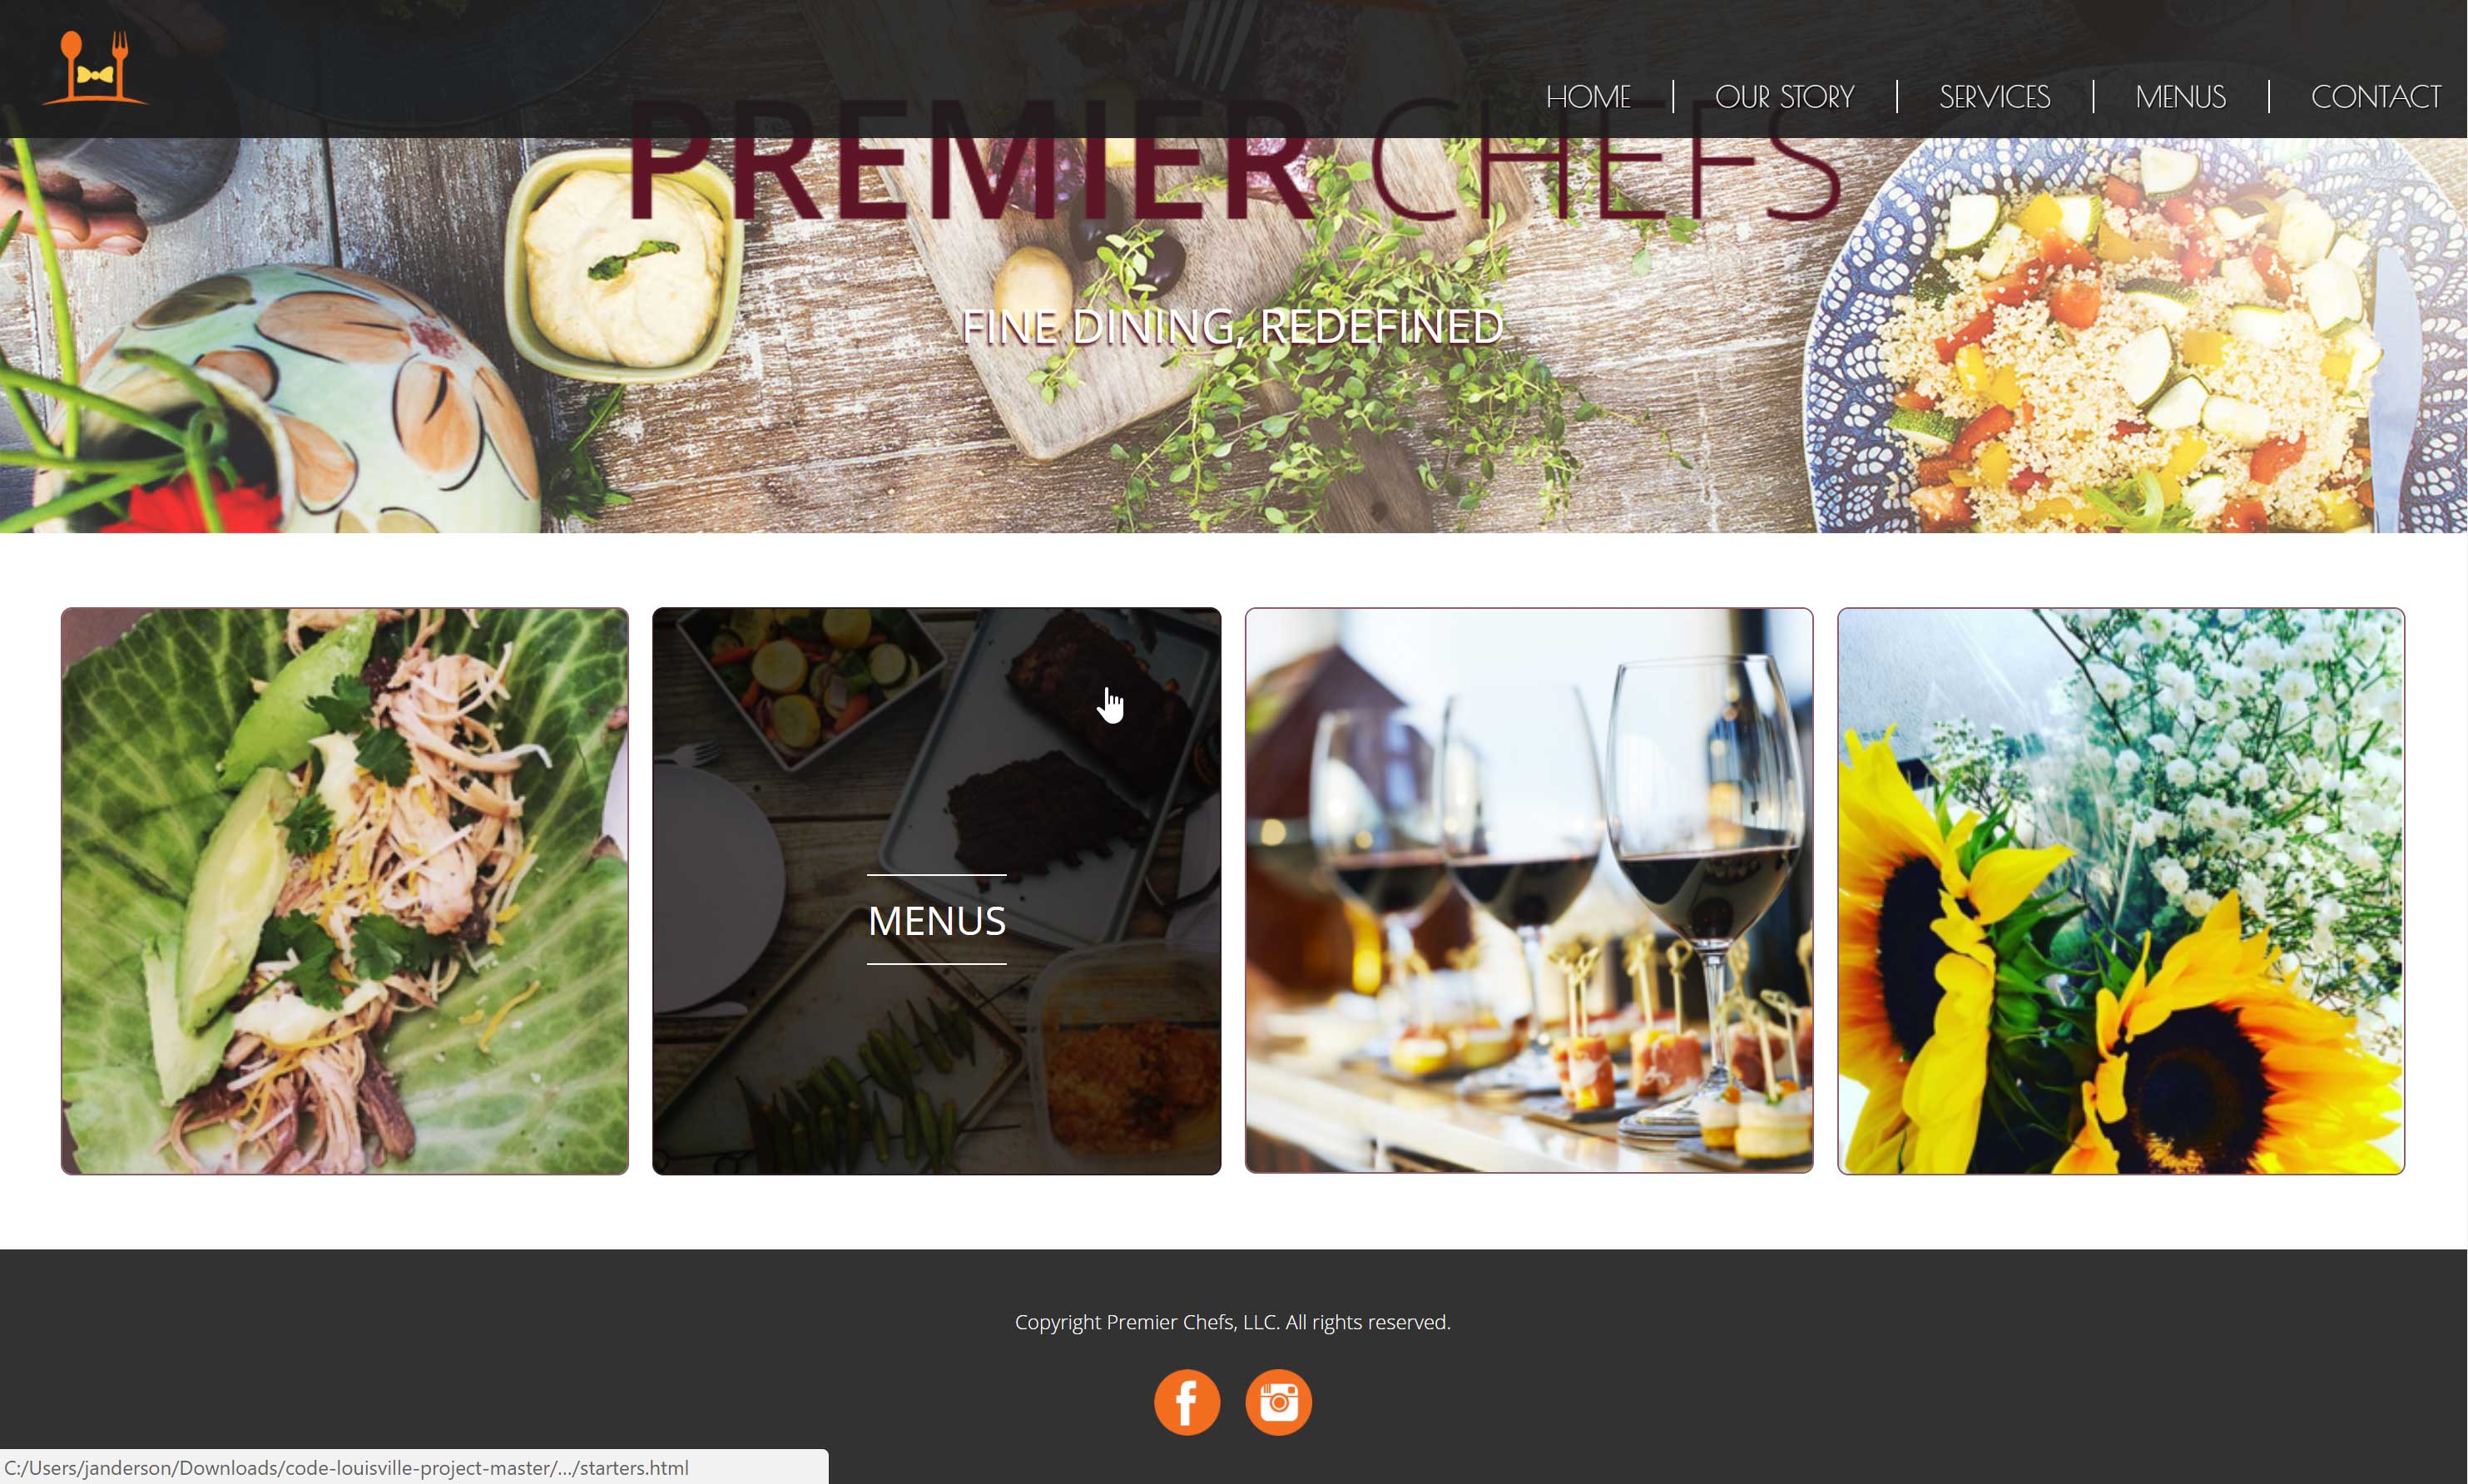 HOME
OUR STORY
SERVICES
MENUS
CONTACT
PREMIER CHEFS
FINE DINING, REDEFINED
MENUS
Copyright Premier Chefs, LLC. All rights reserved.
C:/Users/janderson/Downloads/code-louisville-project-master/.../starters.html